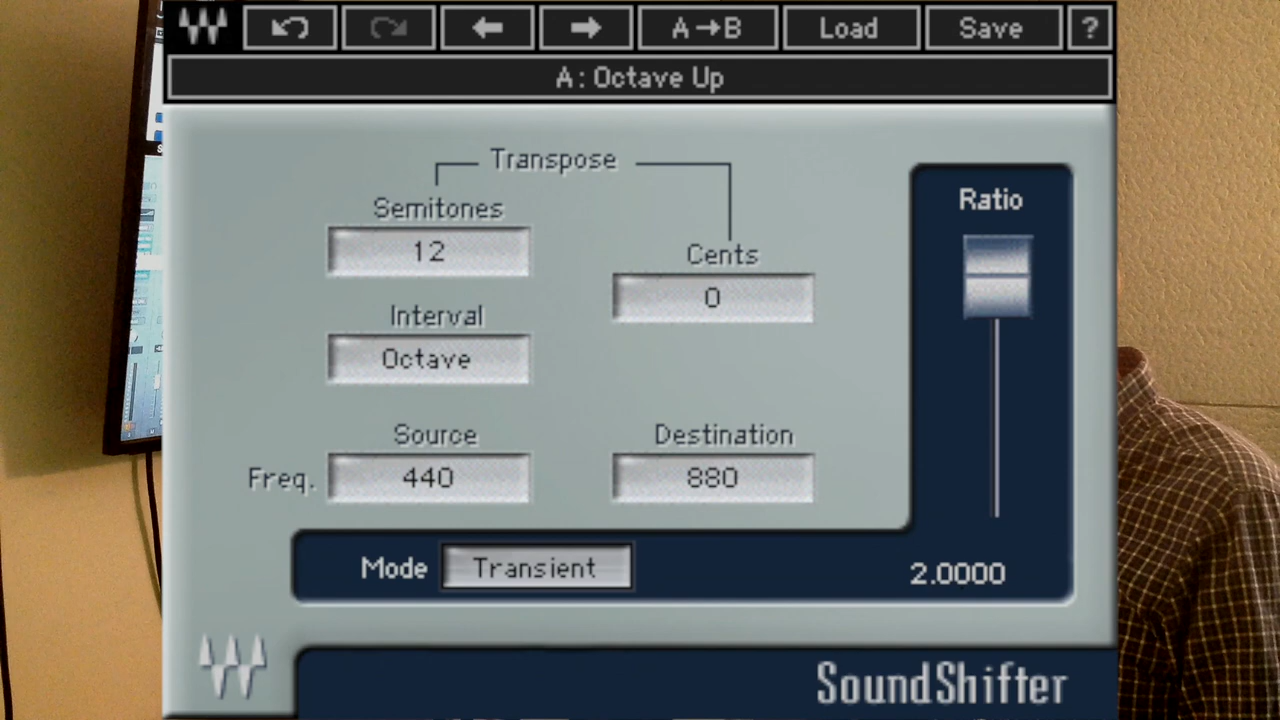 A→B Load Save ?
A: Octave Up
Transpose
Semitones
12
Cents
0
Interval
Octave
Source
Destination
Freq. 440
880
Ratio
2.0000
Mode Transient
SoundShifter